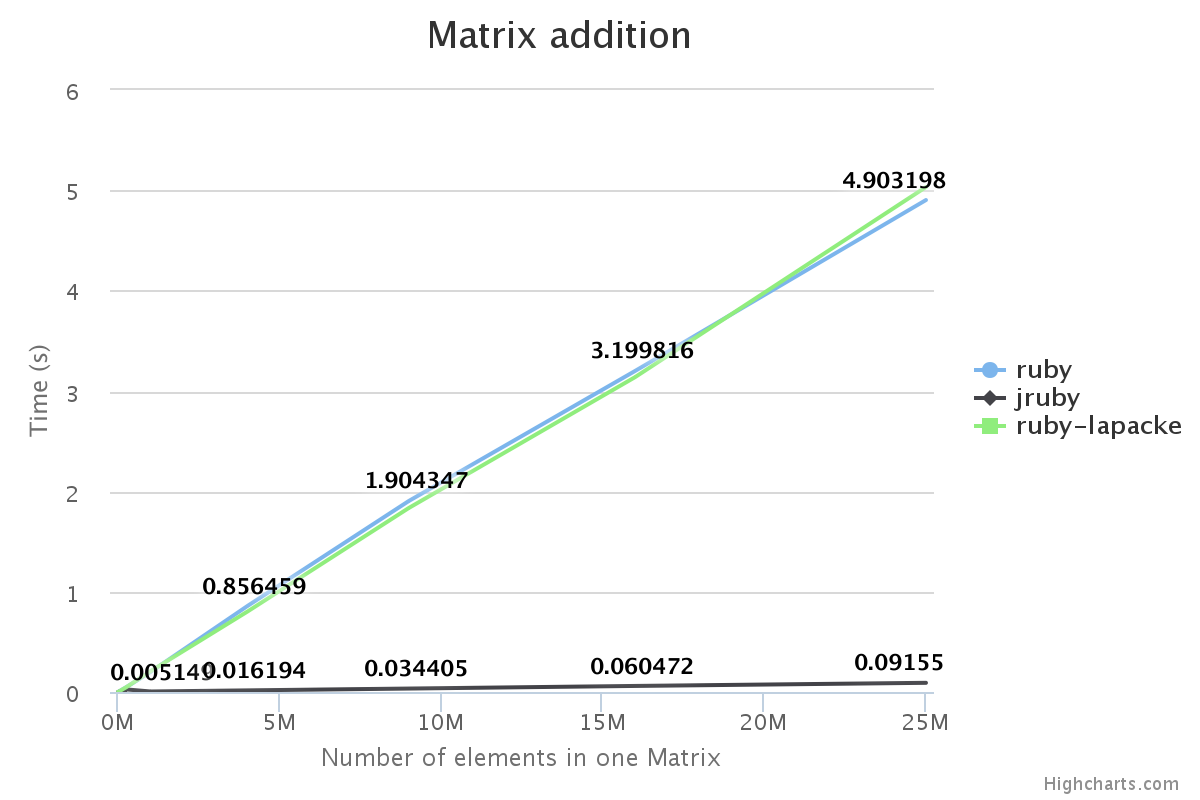 Matrix addition
6
5
4
3
2
1
0
Time (s)
4.903198
3.199816
1.904347
0.856459
0.005149
0.016194
0.034405
0.060472
0.09155
0M
5M
10M
15M
20M
25M
Number of elements in one Matrix
ruby
jruby
ruby-lapacke
Highcharts.com